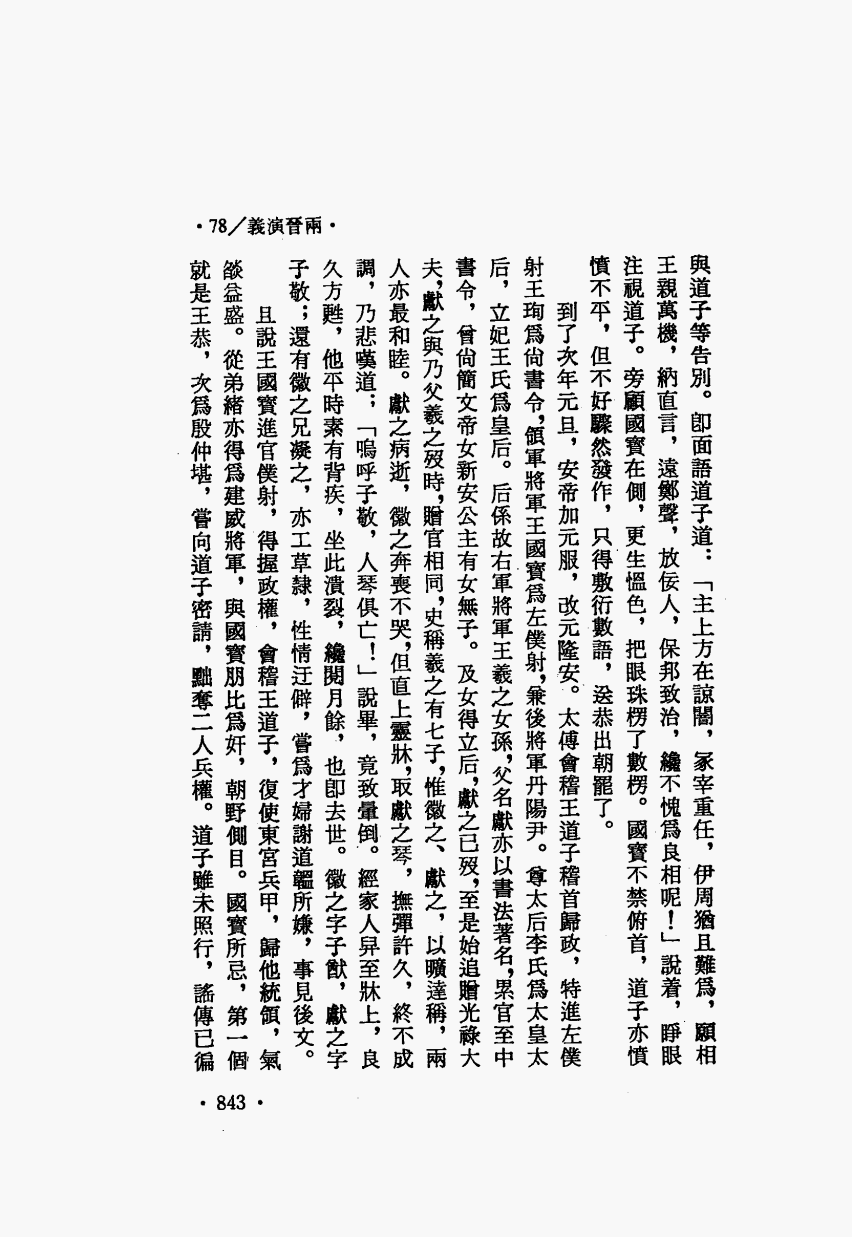 ·78／義演晉兩·
與道子等告別。卽面語道子道：「主上方在諒闇，冢宰重任，伊周猶且難爲，願相
王親萬機，納直言，遠鄭聲，放佞人，保邦致治，纔不愧爲良相呢！」說着，睜眼
注視道子。旁顧國寶在側，更生慍色，把眼珠楞了數楞。國寶不禁俯首，道子亦憤
憤不平，但不好驟然發作，只得敷衍數語，送恭出朝罷了。
到了次年元旦，安帝加元服，改元隆安。太傅會稽王道子稽首歸政，特進左僕
射王珣爲尙書令，領軍將軍王國寶爲左僕射，兼後將軍丹陽尹。尊太后李氏爲太皇太
后，立妃王氏爲皇后。后係故右軍將軍王羲之女孫，父名獻亦以書法著名，累官至中
書令，曾尙簡文帝女新安公主有女無子。及女得立后，獻之已歿，至是始追贈光祿大
夫，獻之與乃父羲之歿時，贈官相同，史稱羲之有七子，惟徽之、獻之，以曠達稱，兩
人亦最和睦。獻之病逝，徽之奔喪不哭，但直上靈牀，取獻之琴，撫彈許久，終不成
調，乃悲嘆道；「嗚呼子敬，人琴俱亡！」說畢，竟致暈倒。經家人舁至牀上，良
久方甦，他平時素有背疾，坐此潰裂，纔閱月餘，也卽去世。徽之字子猷，獻之字
子敬；還有徽之兄凝之，亦工草隸，性情迂僻，嘗爲才婦謝道韞所嫌，事見後文。
且說王國寶進官僕射，得握政權，會稽王道子，復使東宮兵甲，歸他統領，氣
燄益盛。從弟緒亦得爲建威將軍，與國寶朋比爲奸，朝野側目。國寶所忌，第一個
就是王恭，次爲殷仲堪，嘗向道子密請，黜奪二人兵權。道子雖未照行，謠傳已徧
·843·